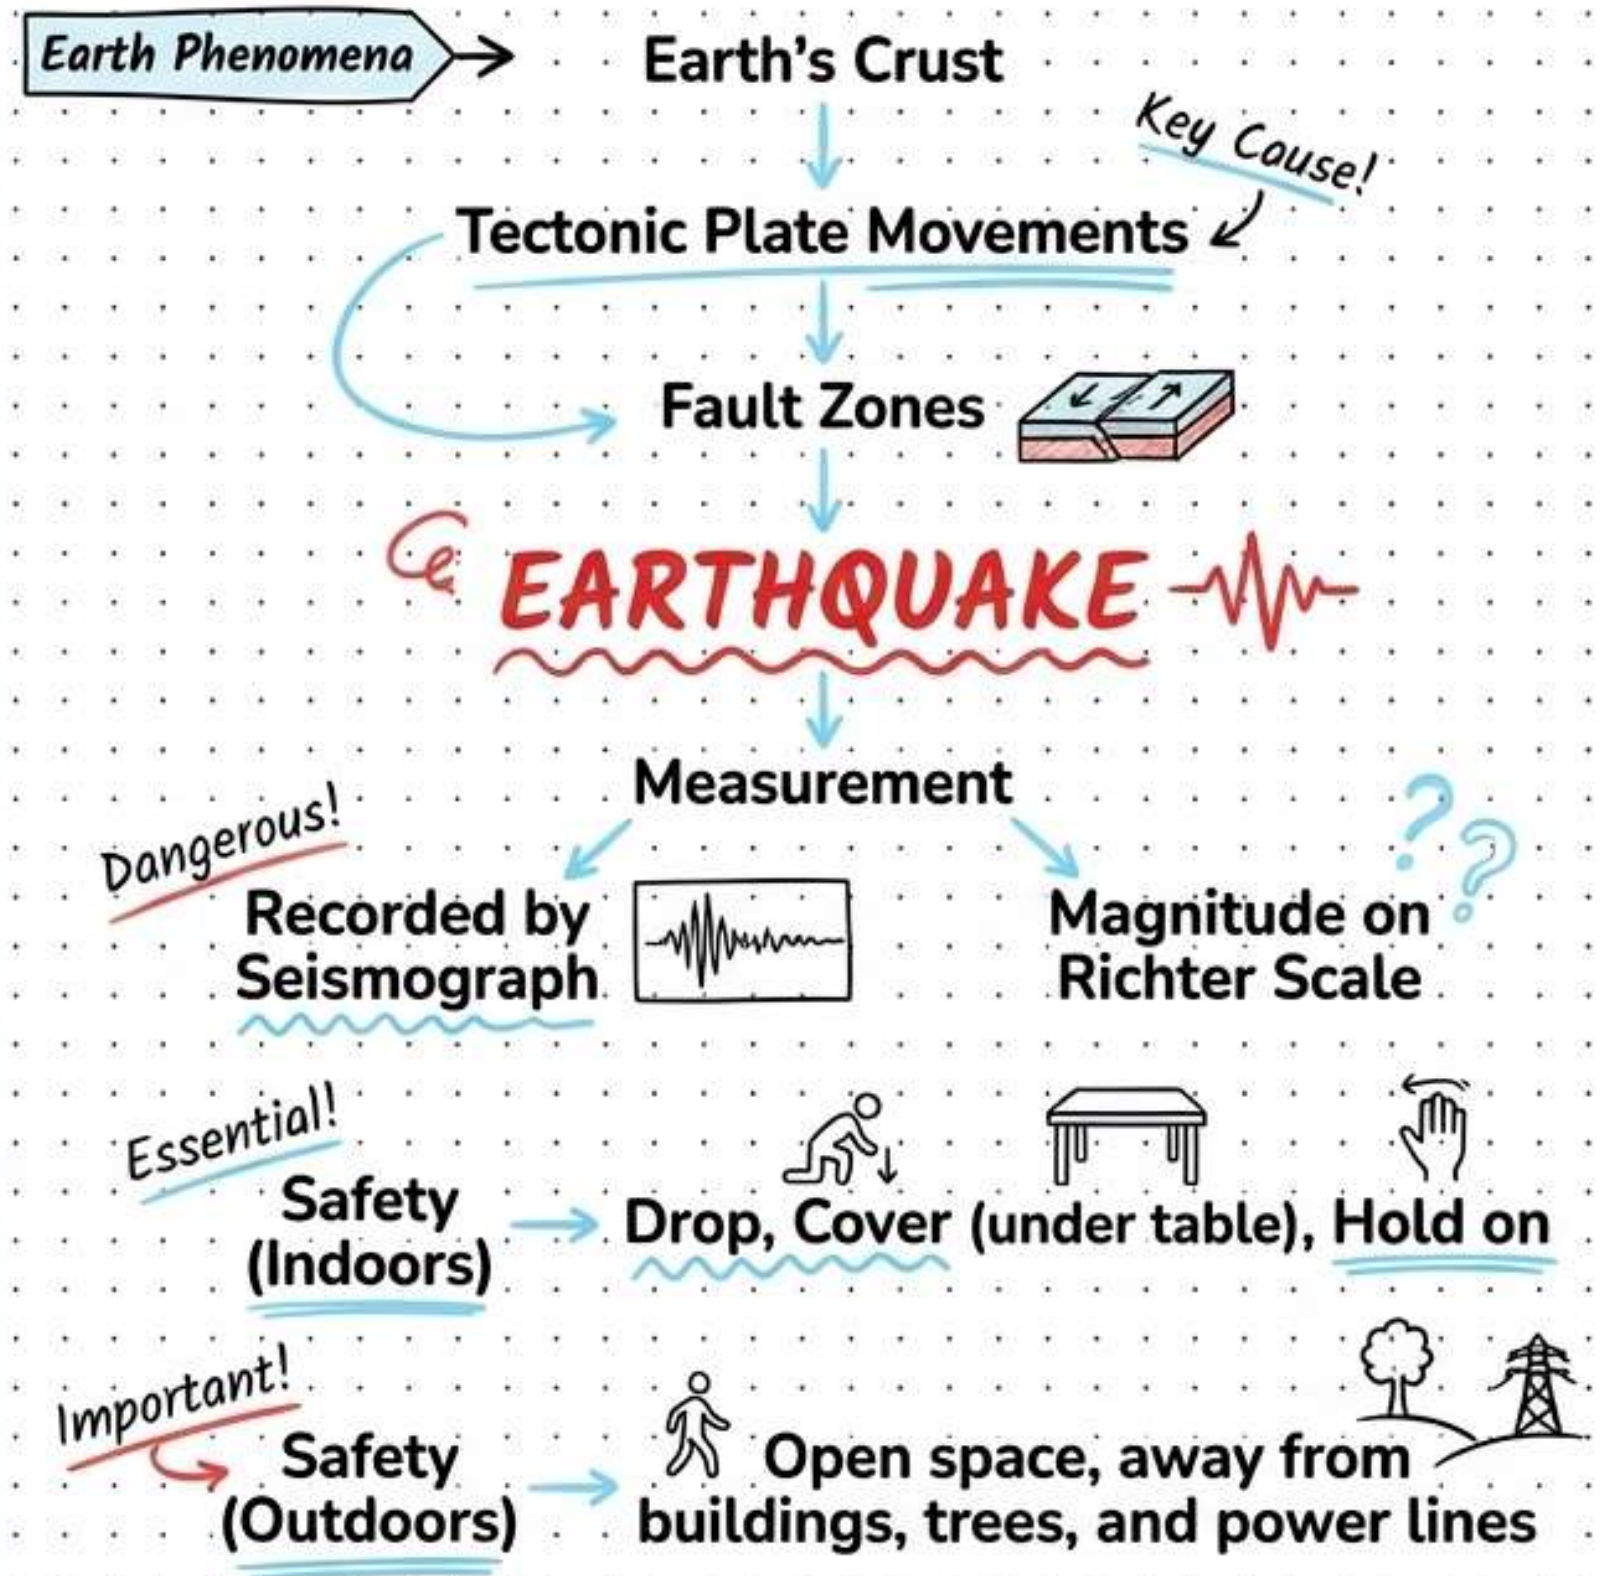 Earth Phenomena
Earth's Crust
Key Cause!
Tectonic Plate Movements
Fault Zones
EARTHQUAKE
Measurement
Dangerous!
Recorded by
Seismograph
Magnitude on
Richter Scale
??
Essential!
Safety
(Indoors)
Drop, Cover (under table), Hold on
Important!
Safety
(Outdoors)
Open space, away from
buildings, trees, and power lines